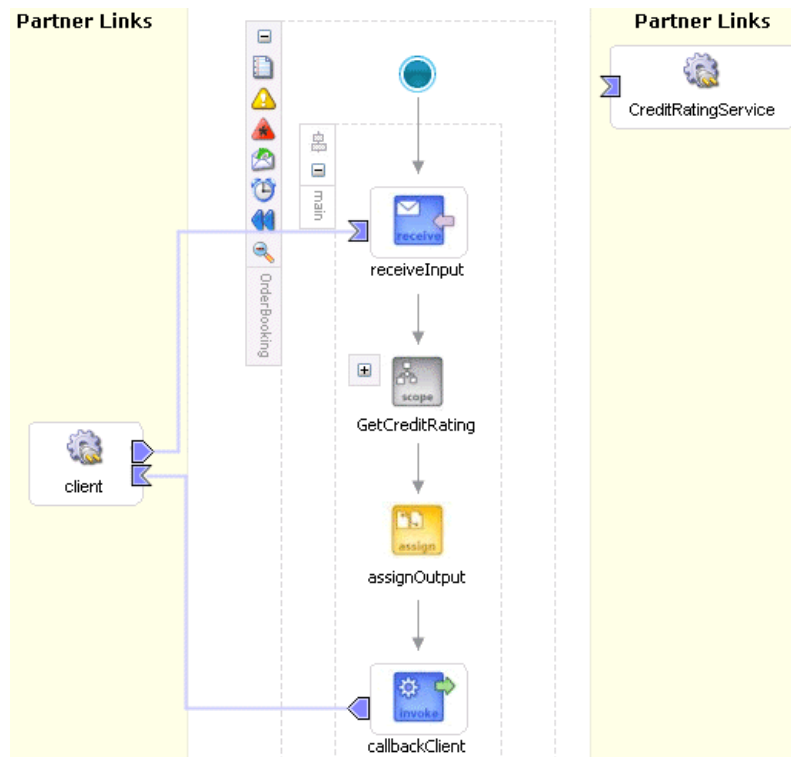 Partner Links
Partner Links
CreditRatingService
main
receive
receiveInput
OrderBooking
scope
GetCreditRating
client
assign
assignOutput
invoke
callbackClient